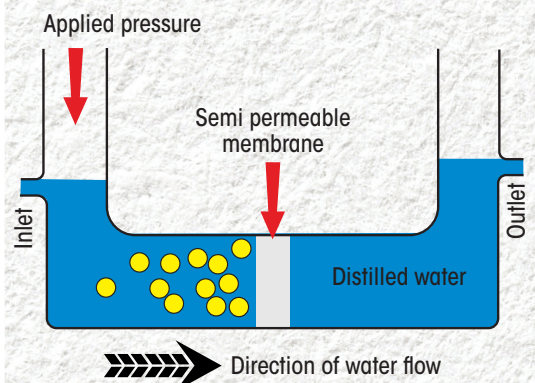 Applied pressure
Semi permeable
membrane
Inlet
Distilled water
Outlet
Direction of water flow